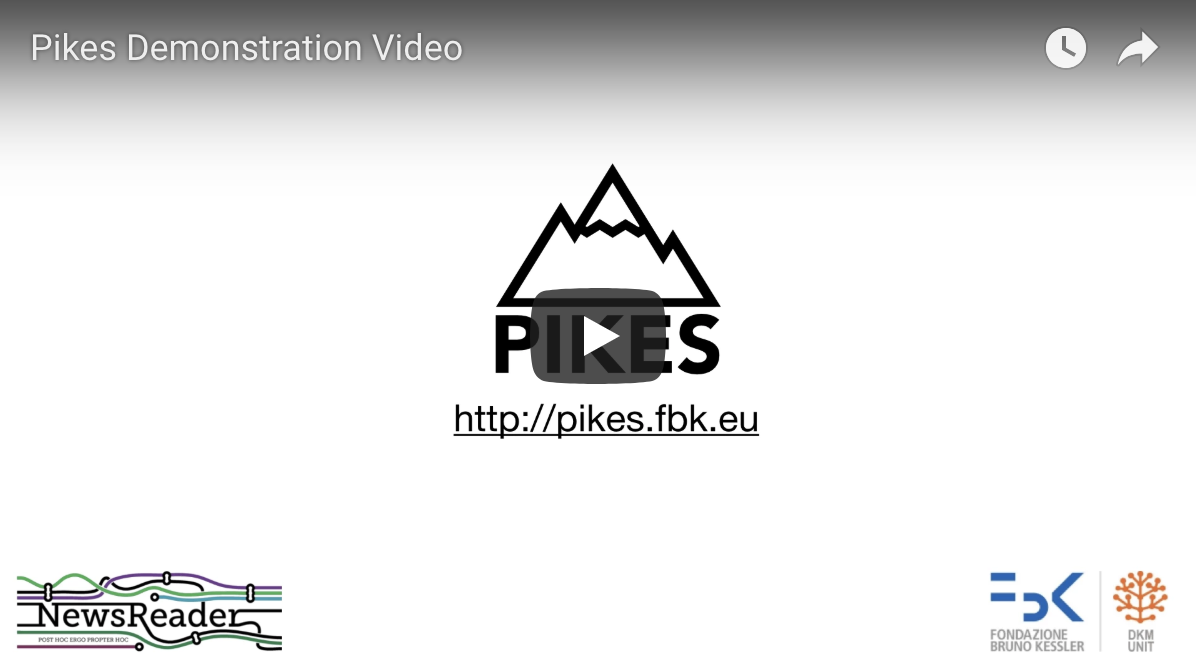 Pikes Demonstration Video
PIKES
http://pikes.fbk.eu
NewsReader
POST HOC ERGO PROPTER HOC
FBK
FONDAZIONE
BRUNO KESSLER
DKM
UNIT